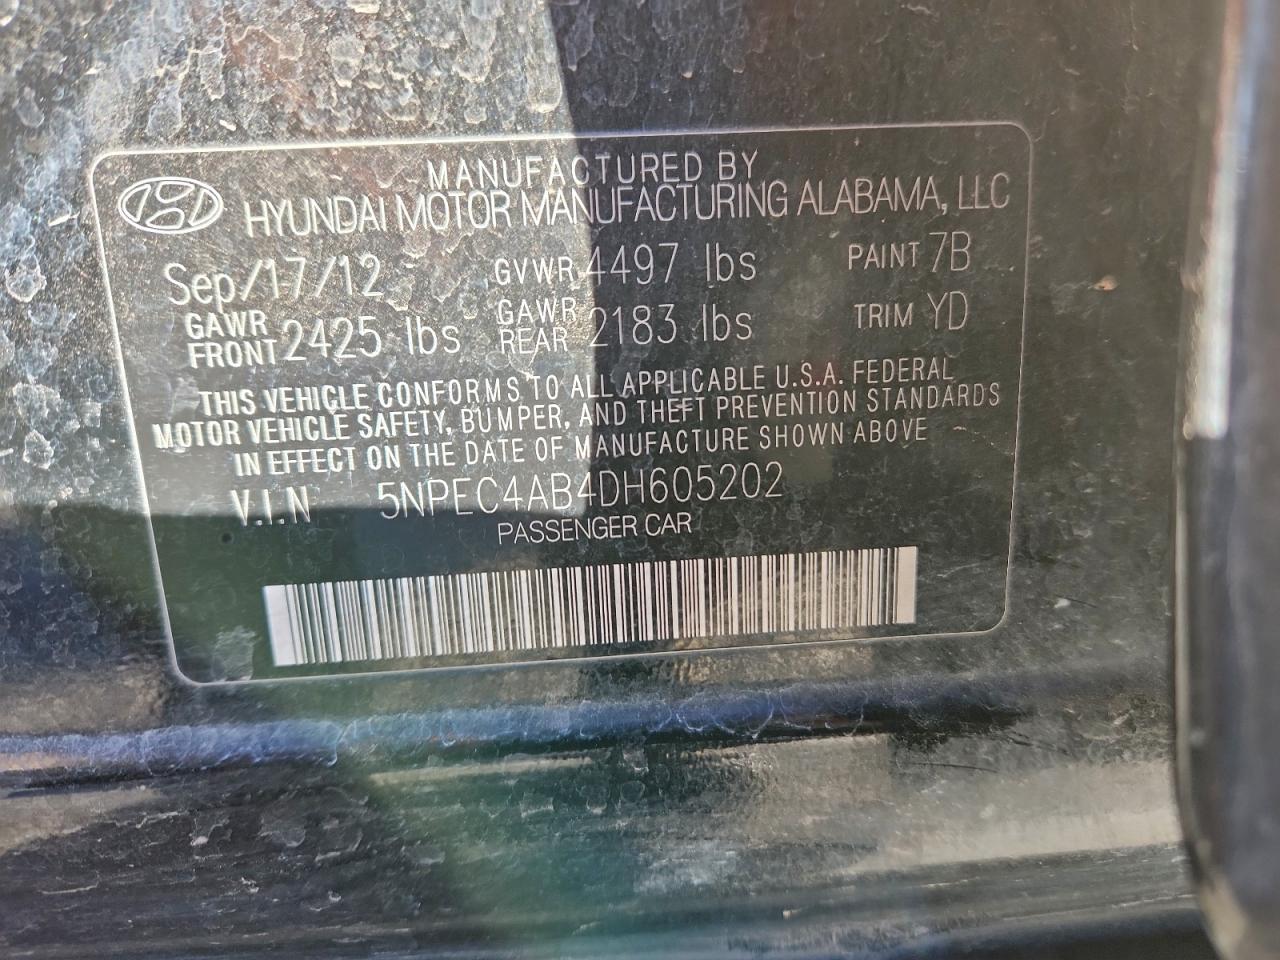 MANUFACTURED BY
HYUNDAI MOTOR MANUFACTURING ALABAMA, LLC
Sep/17/12 GVWR 4497 lbs PAINT 7B
GAWR FRONT 2425 lbs GAWR REAR 2183 lbs TRIM YD
THIS VEHICLE CONFORMS TO ALL APPLICABLE U.S.A. FEDERAL
MOTOR VEHICLE SAFETY, BUMPER, AND THEFT PREVENTION STANDARDS
IN EFFECT ON THE DATE OF MANUFACTURE SHOWN ABOVE
V.I.N 5NPEC4AB4DH605202
PASSENGER CAR